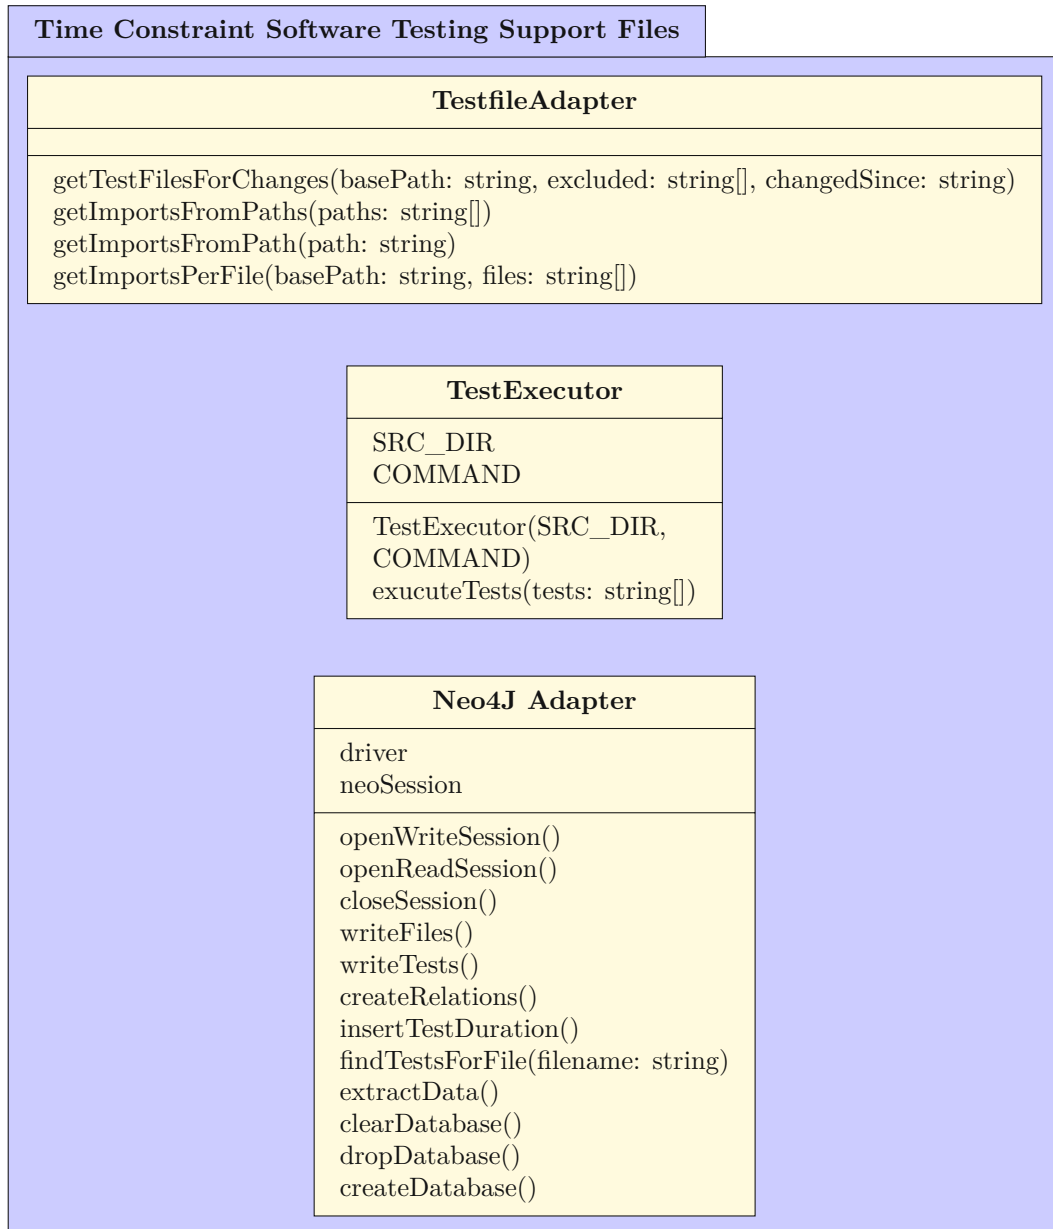 Time Constraint Software Testing Support Files
TestfileAdapter
getTestFilesForChanges(basePath: string, excluded: string[], changedSince: string)
getImportsFromPaths(paths: string[])
getImportsFromPath(path: string)
getImportsPerFile(basePath: string, files: string[])
TestExecutor
SRC_DIR
COMMAND
TestExecutor(SRC_DIR,
COMMAND)
exucuteTests(tests: string[])
Neo4J Adapter
driver
neoSession
openWriteSession()
openReadSession()
closeSession()
writeFiles()
writeTests()
createRelations()
insertTestDuration()
findTestsForFile(filename: string)
extractData()
clearDatabase()
dropDatabase()
createDatabase()